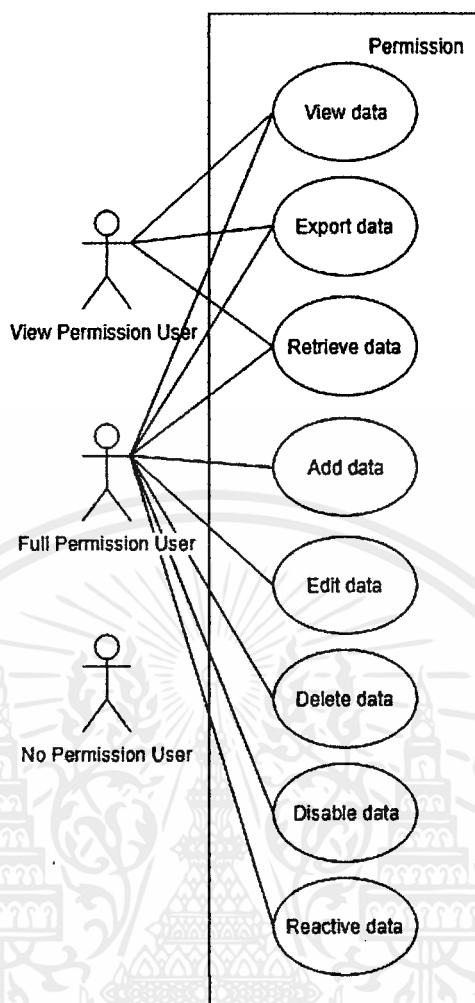 Permission
View data
Export data
View Permission User
Retrieve data
Add data
Full Permission User
Edit data
Delete data
No Permission User
Disable data
Reactive data